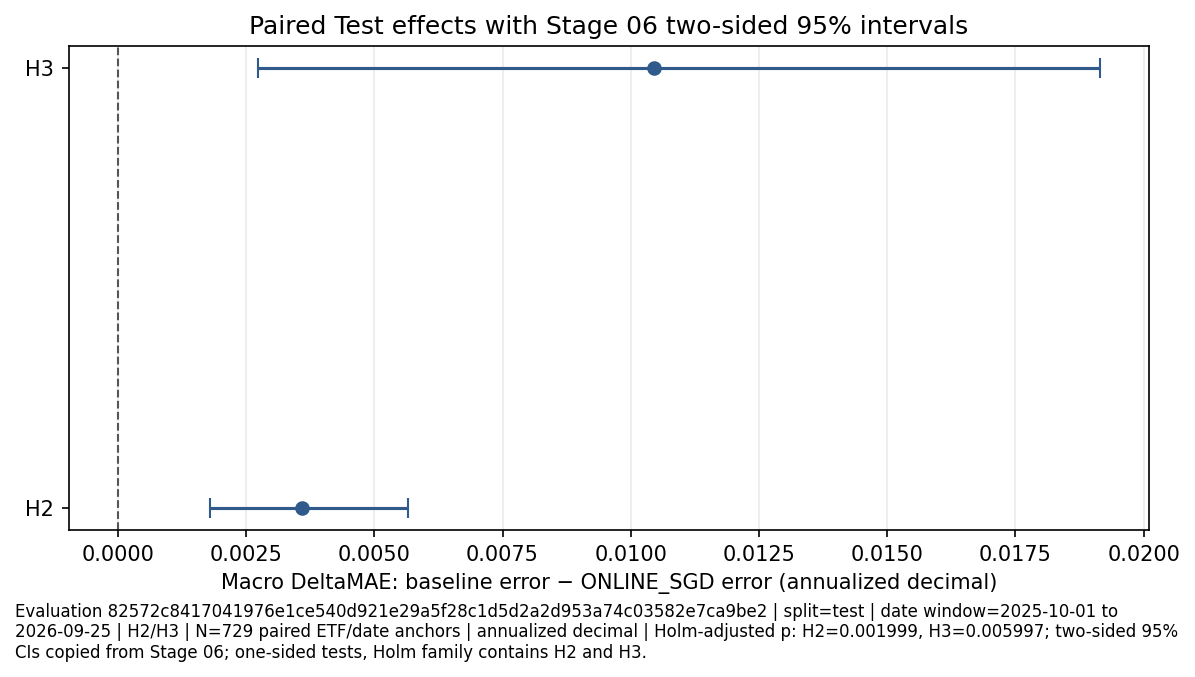 Paired Test effects with Stage 06 two-sided 95% intervals
H3
H2
0.0000 0.0025 0.0050 0.0075 0.0100 0.0125 0.0150 0.0175 0.0200
Macro DeltaMAE: baseline error − ONLINE_SGD error (annualized decimal)
Evaluation 82572c8417041976e1ce540d921e29a5f28c1d5d2a2d953a74c03582e7ca9be2 | split=test | date window=2025-10-01 to
2026-09-25 | H2/H3 | N=729 paired ETF/date anchors | annualized decimal | Holm-adjusted p: H2=0.001999, H3=0.005997; two-sided 95%
CIs copied from Stage 06; one-sided tests, Holm family contains H2 and H3.